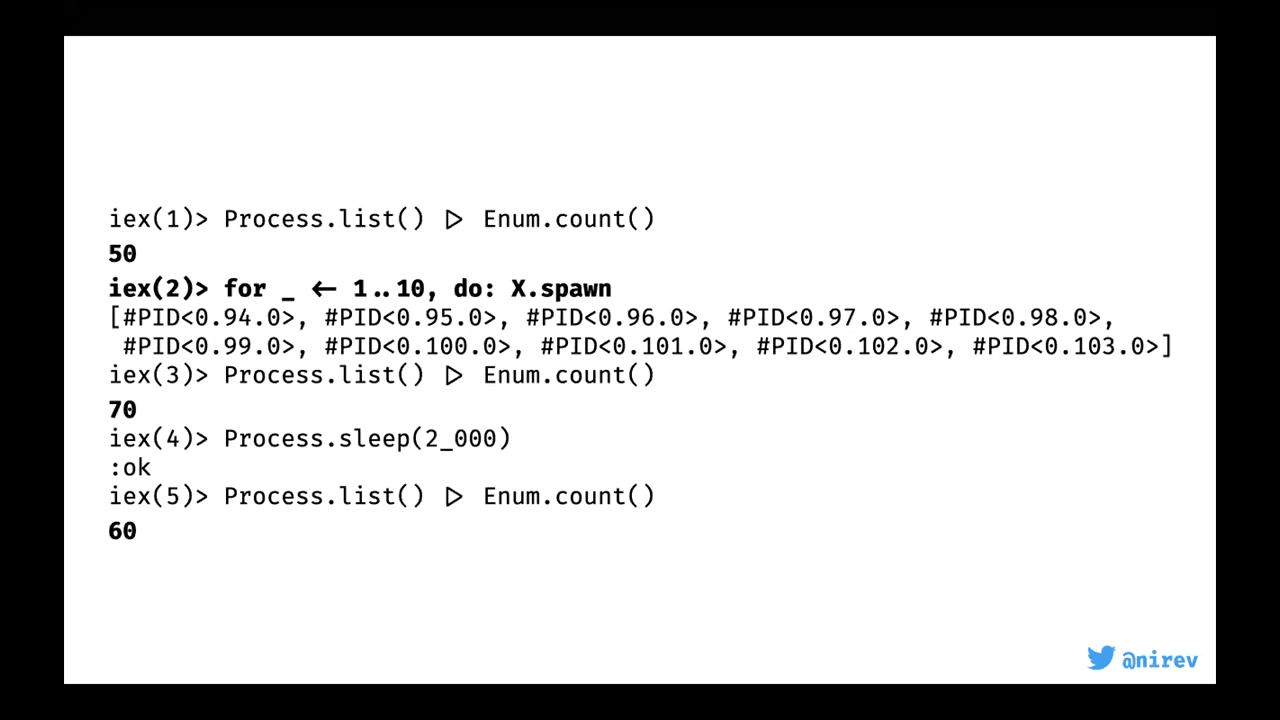 iex(1)> Process.list() |> Enum.count()
50
iex(2)> for _ <- 1..10, do: X.spawn
[#PID<0.94.0>, #PID<0.95.0>, #PID<0.96.0>, #PID<0.97.0>, #PID<0.98.0>,
#PID<0.99.0>, #PID<0.100.0>, #PID<0.101.0>, #PID<0.102.0>, #PID<0.103.0>]
iex(3)> Process.list() |> Enum.count()
70
iex(4)> Process.sleep(2_000)
:ok
iex(5)> Process.list() |> Enum.count()
60
@nirev